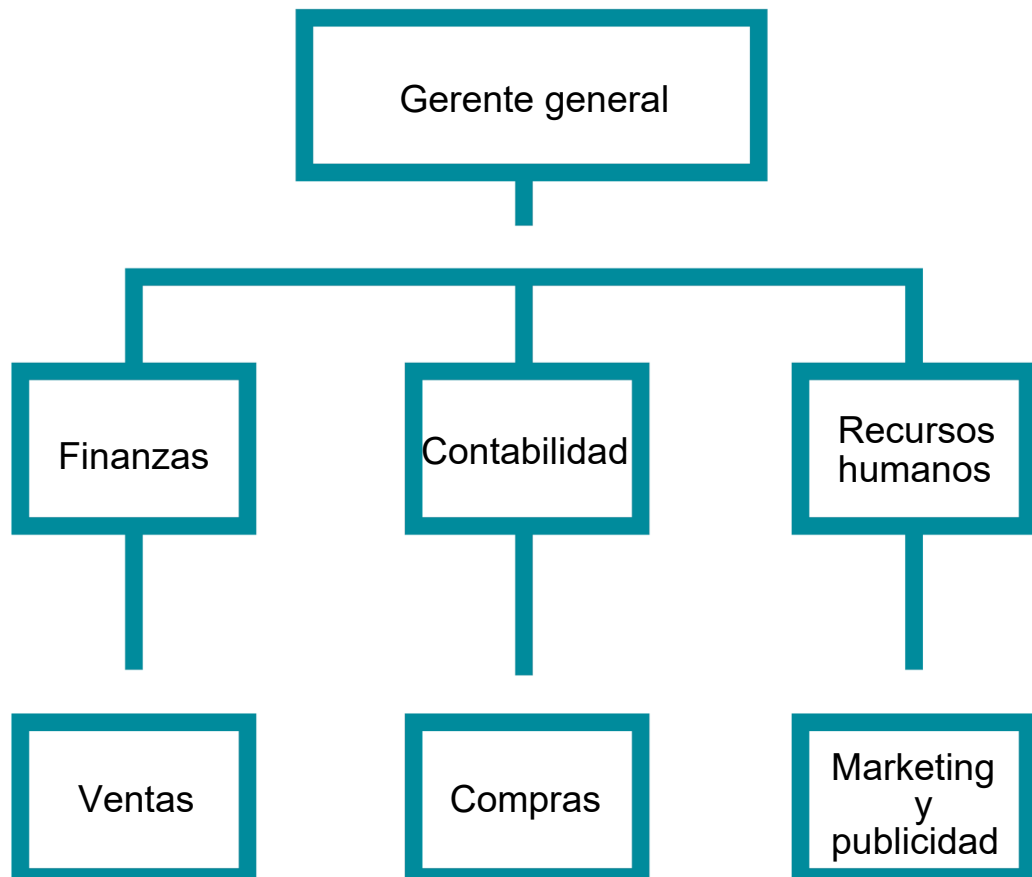 Gerente general
Finanzas
Contabilidad
Recursos
humanos
Ventas
Compras
Marketing
y
publicidad